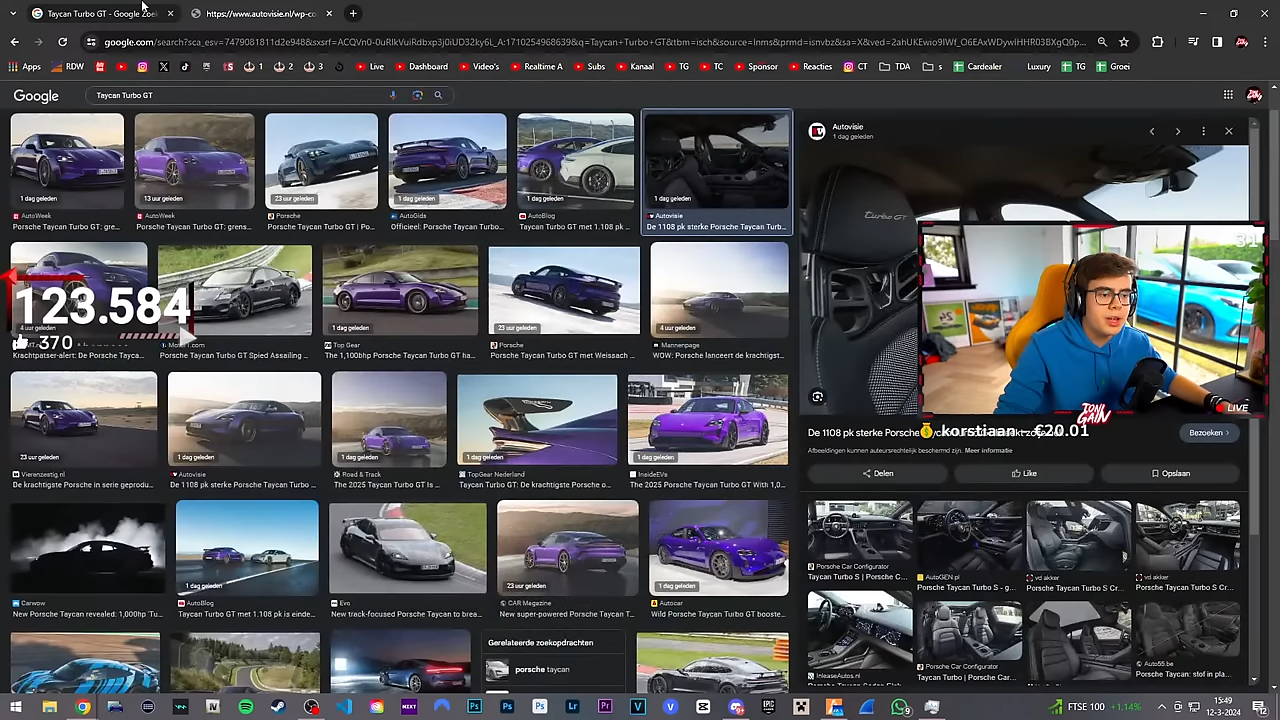 Taycan Turbo GT - Google Zoek
https://www.autovisie.nl/wp-co
google.com/search?sca_esv=7479081811d2e948&sxsrf=ACQVn0-0uRlkVuiRdbxp3j0iUD32ky6L_A:1710254968639&q=Taycan+Turbo+GT&tbm=isch&source=lnms&prmd=isnvbz&sa=X&ved=2ahUKEwio9IWf_O6EAxWDywIHHR03BXgQ0p...
Apps
RDW
1
2
3
Live
Dashboard
Video's
Realtime A
Subs
Kanaal
TG
TC
Sponsor
Reacties
CT
TDA
s
Cardealer
Luxury
TG
Groei
Google
Taycan Turbo GT
Autovisie
1 dag geleden
1 dag geleden
13 uur geleden
23 uur geleden
1 dag geleden
1 dag geleden
1 dag geleden
AutoWeek
AutoWeek
Porsche
AutoGids
AutoBlog
Autovisie
Porsche Taycan Turbo GT: gre...
Porsche Taycan Turbo GT: gens...
Porsche Taycan Turbo GT | Po...
Officieel: Porsche Taycan Turb...
Taycan Turbo GT met 1.108 pk ...
De 1108 pk sterke Porsche Taycan Turb...
Turbo GT
31
123.584
370
4 uur geleden
1 dag geleden
23 uur geleden
4 uur geleden
Top Gear
Porsche
Mannenpage
Krachtpatser-alert: De Porsche Tayca...
Porsche Taycan Turbo GT Spied Assailing ...
The 1,100bhp Porsche Taycan Turbo GT ha...
Porsche Taycan Turbo GT met Weissach ...
WOW: Porsche lanceert de krachtigst...
LIVE
TONY GAIN
korstiaan - €20.01
De 1108 pk sterke Porsche
Bezoeken
Afbeeldingen kunnen auteursrechtelijk beschermd zijn. Meer informatie
Delen
Like
Opslaan
23 uur geleden
1 dag geleden
1 dag geleden
1 dag geleden
1 dag geleden
Vierenzestig.nl
Autovisie
Road & Track
TopGear Nederland
InsideEVs
De krachtigste Porsche in serie geprodu...
De 1108 pk sterke Porsche Taycan Turbo ...
The 2025 Taycan Turbo GT Is ...
Taycan Turbo GT: De krachtigste Porsche o...
The 2025 Porsche Taycan Turbo GT With 1,0...
1 dag geleden
23 uur geleden
1 dag geleden
Carwow
AutoBlog
Evo
CAR Magazine
Autocar
New Porsche Taycan revealed: 1,000hp 'Tu...
Taycan Turbo GT met 1.108 pk is einde...
New track-focused Porsche Taycan to brea...
New super-powered Porsche Taycan T...
Wild Porsche Taycan Turbo GT booste...
Porsche Car Configurator
Taycan Turbo S | Porsche C...
AutoGEN.pl
Porsche Taycan Turbo S - g...
vd akker
Porsche Taycan Turbo S Cr...
vd akker
Porsche Taycan Turbo S Cr...
Gerelateerde zoekopdrachten
porsche taycan
InleaseAutos.nl
Porsche Car Configurator
Taycan Turbo | Porsche Car...
Auto55.be
Porsche Taycan: stof in pla...
FTSE 100 +1.14%
15:49
12-3-2024